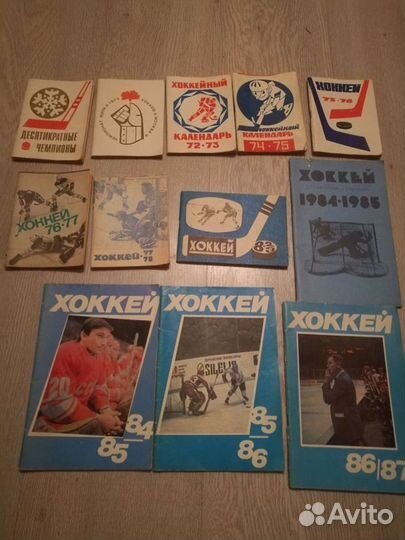 ДЕСЯТИКРАТНЫЕ
ЧЕМПИОНЫ
ХОККЕЙНЫЙ
КАЛЕНДАРЬ
72-73
ХОККЕЙНЫЙ
КАЛЕНДАРЬ
74-75
ХОККЕЙ
75-76
ХОККЕЙ
76-77
ХОККЕЙ-77
78
ХОККЕЙ
ХОККЕЙ
1984-1985
ХОККЕЙ
20
84
85
ХОККЕЙ
85
86
ХОККЕЙ
86/87
Avito